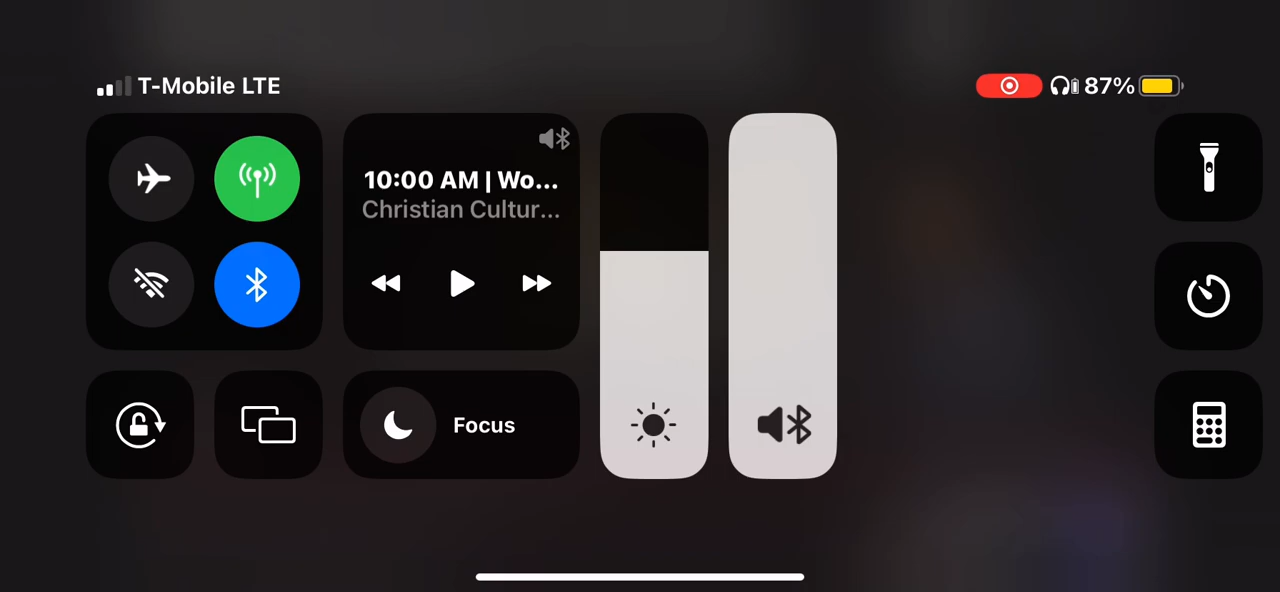 T-Mobile LTE
87%
10:00 AM | Wo...
Christian Cultur...
Focus